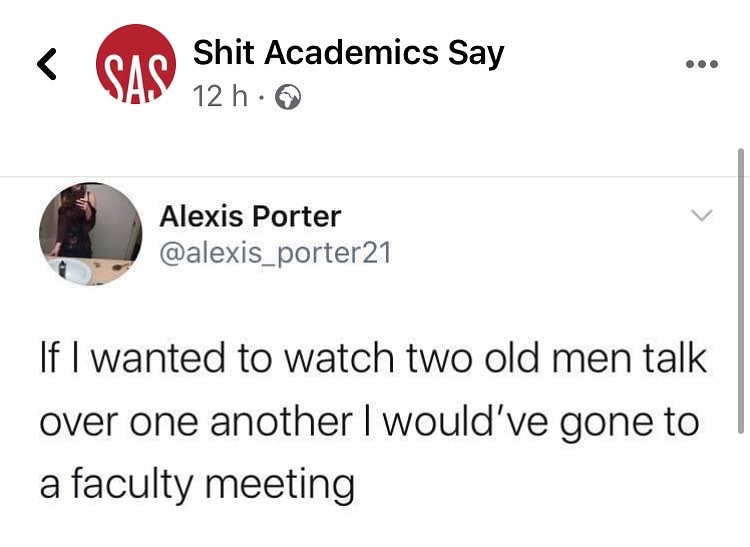 SAS
Shit Academics Say
12 h ·
Alexis Porter
@alexis_porter21
If I wanted to watch two old men talk
over one another I would've gone to
a faculty meeting